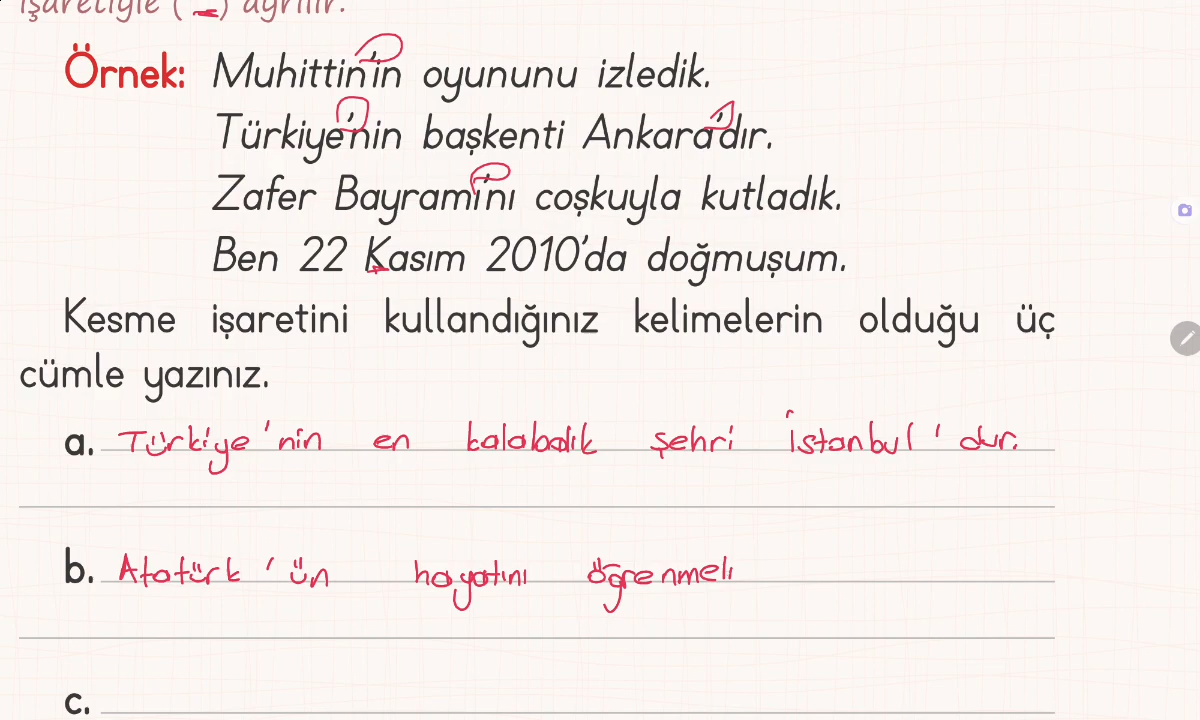 işaretiyle ( ) ayrılır.
Örnek: Muhittin'in oyununu izledik.
Türkiye'nin başkenti Ankara'dır.
Zafer Bayramı'nı coşkuyla kutladık.
Ben 22 Kasım 2010'da doğmuşum.
Kesme işaretini kullandığınız kelimelerin olduğu üç
cümle yazınız.
a. Türkiye'nin en kalabalık şehri İstanbul'dur.
b. Atatürk'ün hayatını öğrenmeli
c.